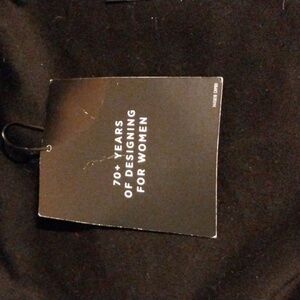 70+ YEARS
OF DESIGNING
FOR WOMEN